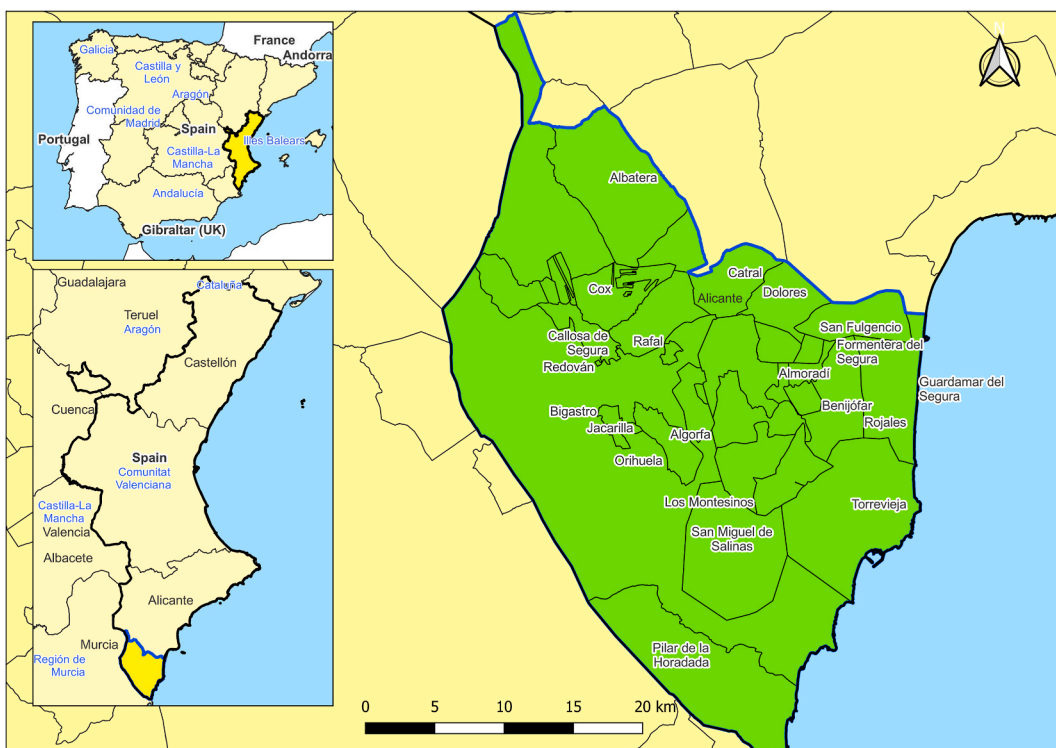 France
Andorra
Galicia
Castilla y
León
Aragón
Comunidad de
Madrid
Portugal
Spain
Illes Balears
Castilla-La
Mancha
Andalucía
Gibraltar (UK)
Guadalajara
Cataluña
Teruel
Aragón
Castellón
Cuenca
Spain
Comunitat
Valenciana
Castilla-La
Mancha
Valencia
Albacete
Alicante
Murcia
Región de
Murcia
N
Albatera
Catral
Cox
Alicante
Dolores
San Fulgencio
Callosa de
Segura
Rafal
Formentera del
Segura
Redován
Almoradí
Guardamar del
Segura
Bigastro
Benijófar
Jacarilla
Algorfa
Rojales
Orihuela
Los Montesinos
Torrevieja
San Miguel de
Salinas
Pilar de la
Horadada
0 5 10 15 20 km